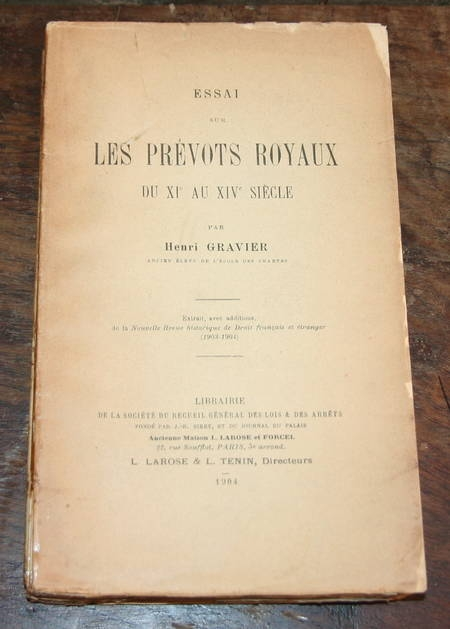 ESSAI
SUR
LES PRÉVOTS ROYAUX
DU XIe AU XIVe SIÈCLE
PAR
Henri GRAVIER
ANCIEN ÉLÈVE DE L'ÉCOLE DES CHARTES
Extrait, avec additions,
de la Nouvelle Revue historique de Droit français et étranger
(1903-1904)
LIBRAIRIE
DE LA SOCIÉTÉ DU RECUEIL GÉNÉRAL DES LOIS & DES ARRÊTS
FONDÉ PAR J.-B. SIREY, ET DU JOURNAL DU PALAIS
Ancienne Maison L. LAROSE et FORCEL
22, rue Soufflot, PARIS, 5e arrond.
L. LAROSE & L. TENIN, Directeurs
1904